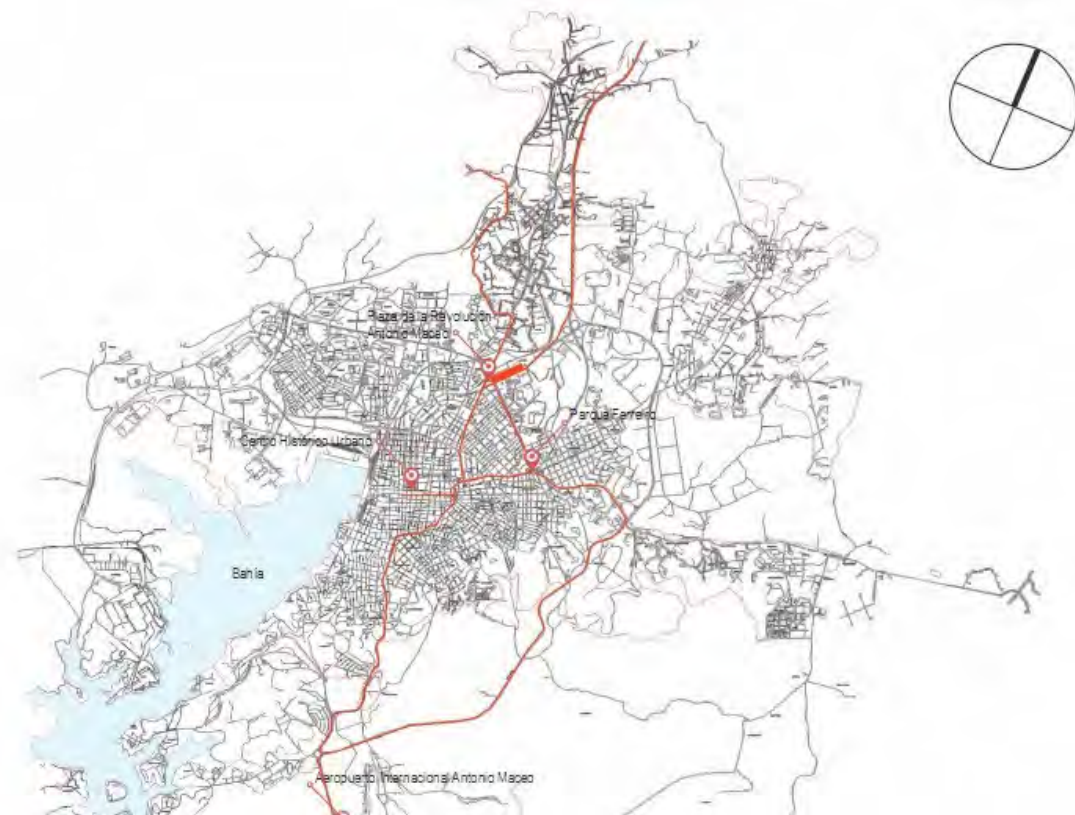 Plaza de la Revolución
Antonio Maceo
Parque Ferreiro
Centro Histórico Urbano
Bahía
Aeropuerto Internacional Antonio Maceo